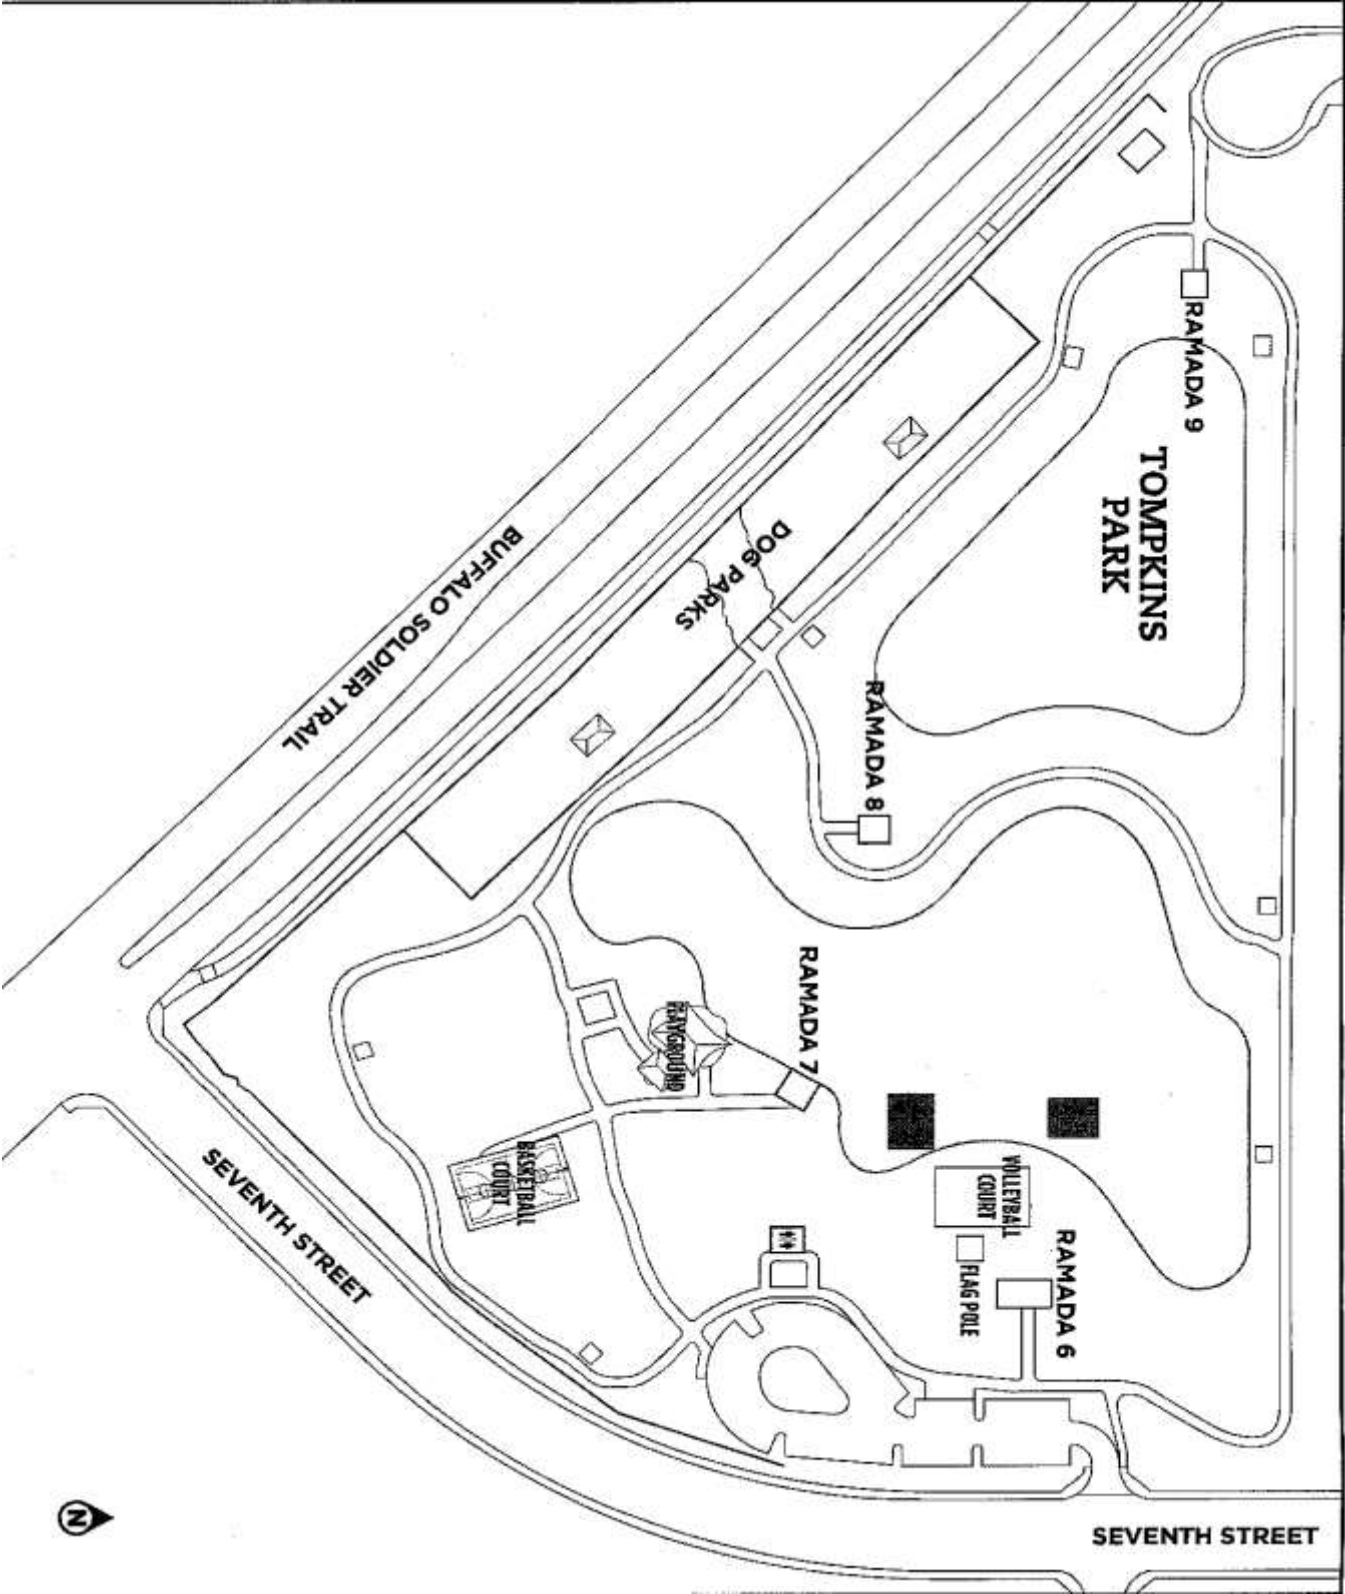 RAMADA 9
TOMPKINS
PARK
DOG PARKS
BUFFALO SOLDIER TRAIL
RAMADA 8
RAMADA 7
PLAYGROUND
BASKETBALL
COURT
VOLLEYBALL
COURT
RAMADA 6
FLAG POLE
SEVENTH STREET
SEVENTH STREET
N